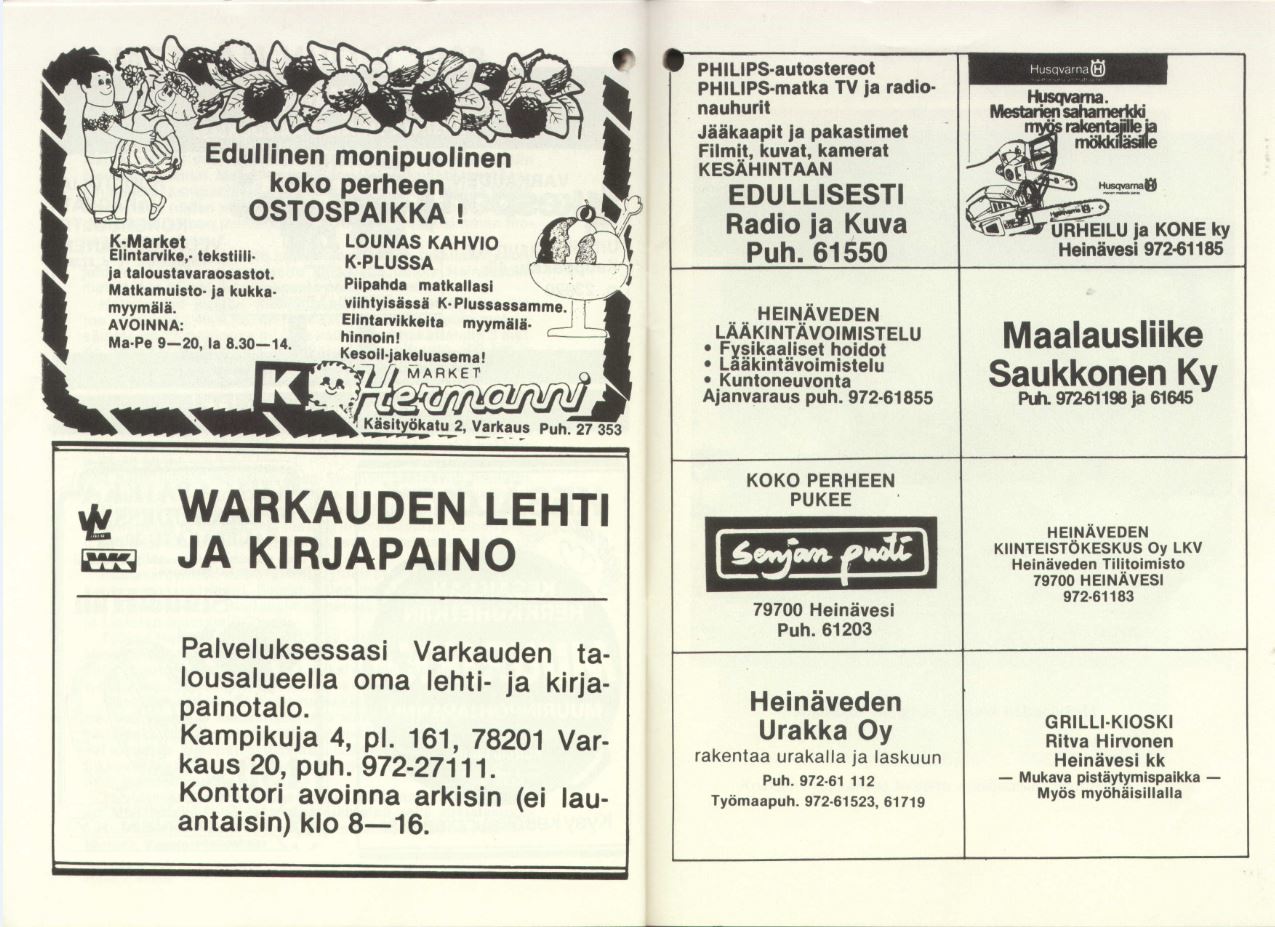 Edullinen monipuolinen
koko perheen
OSTOSPAIKKA !
K-Market
Elintarvike,- tekstiili-
ja taloustavaraosastot.
Matkamuisto- ja kukka-
myymälä.
AVOINNA:
Ma-Pe 9—20, la 8.30—14.
LOUNAS KAHVIO
K-PLUSSA
Piipahda matkallasi
viihtyisässä K-Plussassamme.
Elintarvikkeita myymälä-
hinnoin!
Kesoil-jakeluasema!
K MARKET
Hermanni
Käsityökatu 2, Varkaus Puh. 27 353
WARKAUDEN LEHTI
JA KIRJAPAINO
WK
Palveluksessasi Varkauden ta-
lousalueella oma lehti- ja kirja-
painotalo.
Kampikuja 4, pl. 161, 78201 Var-
kaus 20, puh. 972-27111.
Konttori avoinna arkisin (ei lau-
antaisin) klo 8—16.
PHILIPS-autostereot
PHILIPS-matka TV ja radio-
nauhurit
Jääkaapit ja pakastimet
Filmit, kuvat, kamerat
KESÄHINTAAN
EDULLISESTI
Radio ja Kuva
Puh. 61550
Husqvarna
Husqvarna.
Mestarien sahamerkki
myös rakentajille ja
mökkiläsille
Husqvarna
Husqvarna
URHEILU ja KONE ky
Heinävesi 972-61185
HEINÄVEDEN
LÄÄKINTÄVOIMISTELU
• Fysikaaliset hoidot
• Lääkintävoimistelu
• Kuntoneuvonta
Ajanvaraus puh. 972-61855
Maalausliike
Saukkonen Ky
Puh. 972-61198 ja 61645
KOKO PERHEEN
PUKEE
Senjan pusti
79700 Heinävesi
Puh. 61203
HEINÄVEDEN
KIINTEISTÖKESKUS Oy LKV
Heinäveden Tilitoimisto
79700 HEINÄVESI
972-61183
Heinäveden
Urakka Oy
rakentaa urakalla ja laskuun
Puh. 972-61 112
Työmaapuh. 972-61523, 61719
GRILLI-KIOSKI
Ritva Hirvonen
Heinävesi kk
— Mukava pistäytymispaikka —
Myös myöhäisillalla